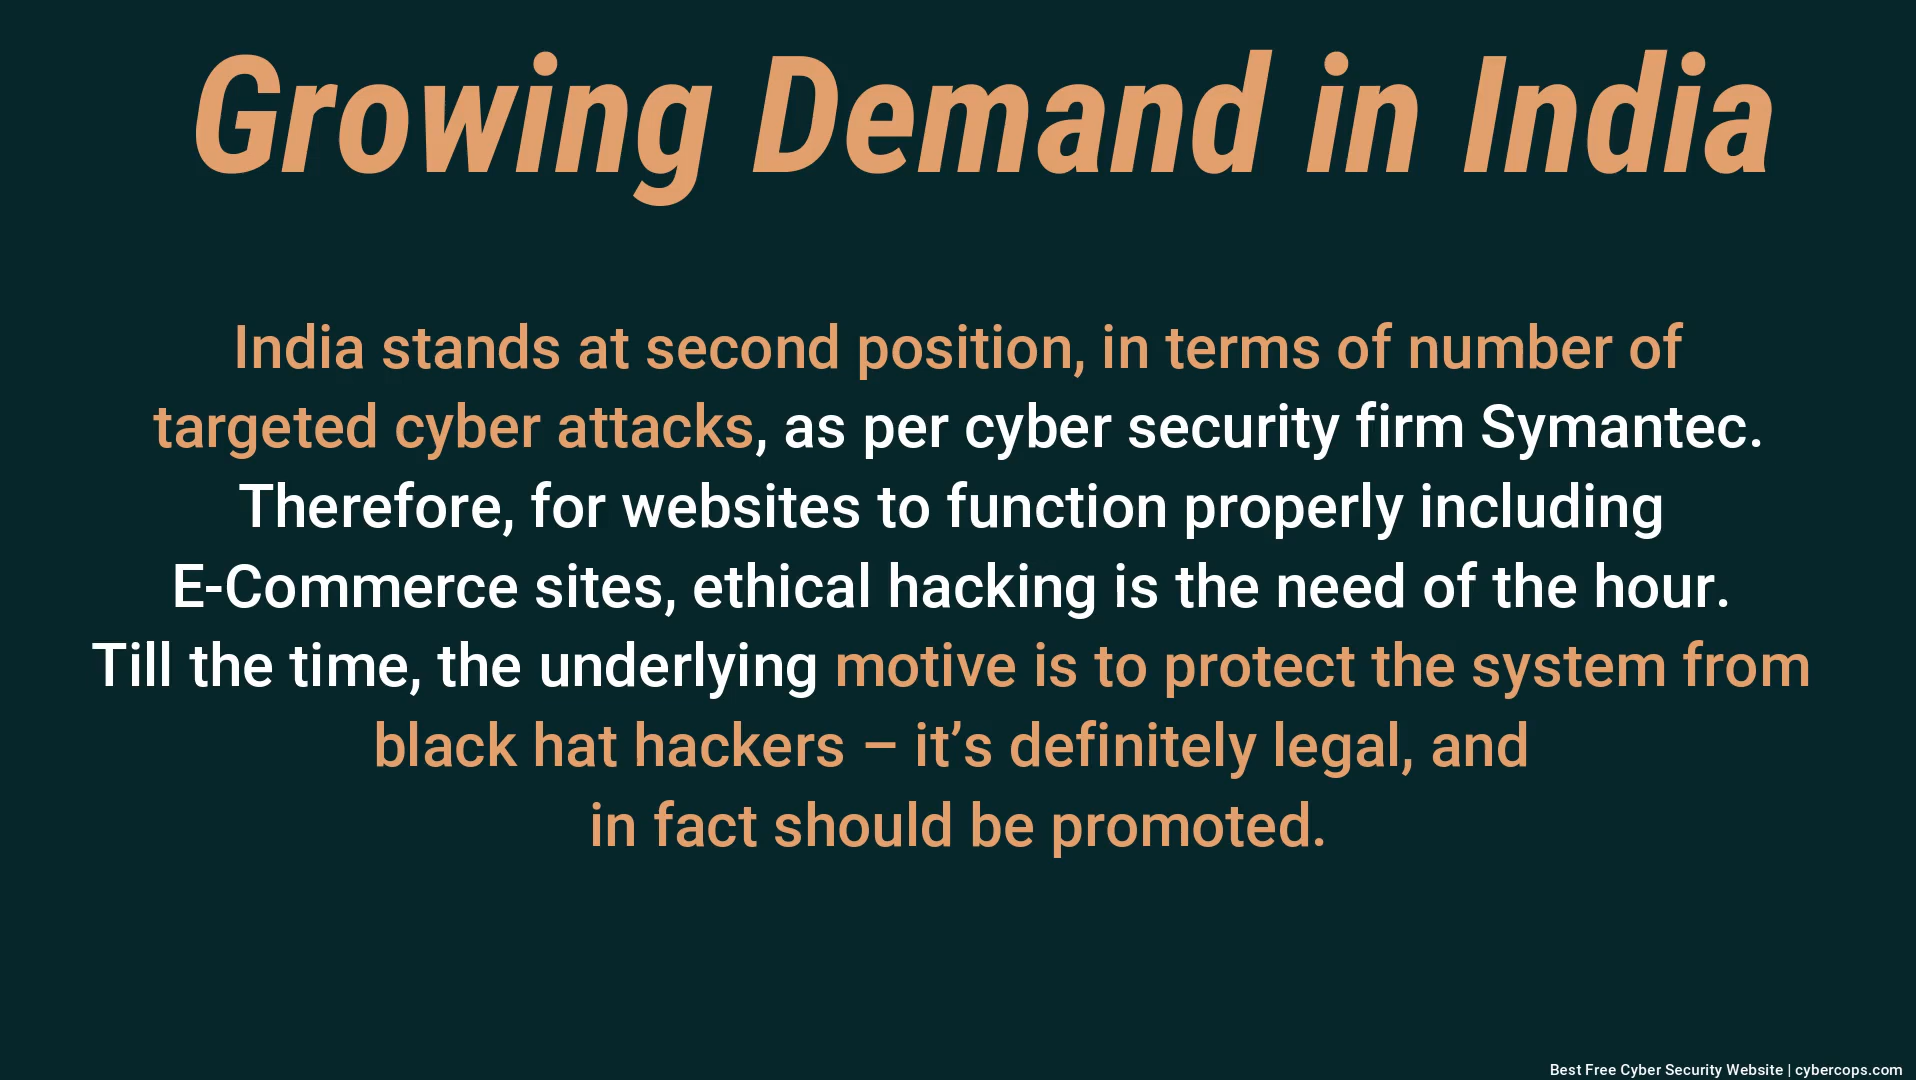 Growing Demand in India
India stands at second position, in terms of number of
targeted cyber attacks, as per cyber security firm Symantec.
Therefore, for websites to function properly including
E-Commerce sites, ethical hacking is the need of the hour.
Till the time, the underlying motive is to protect the system from
black hat hackers – it’s definitely legal, and
in fact should be promoted.
Best Free Cyber Security Website | cybercops.com